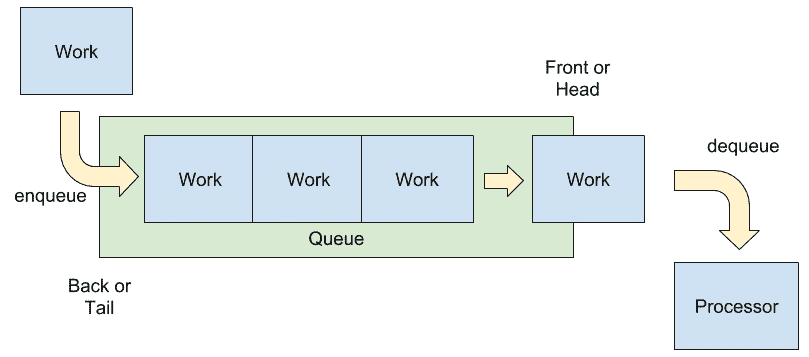 Work
Front or
Head
dequeue
enqueue
Work
Work
Work
Work
Queue
Back or
Tail
Processor